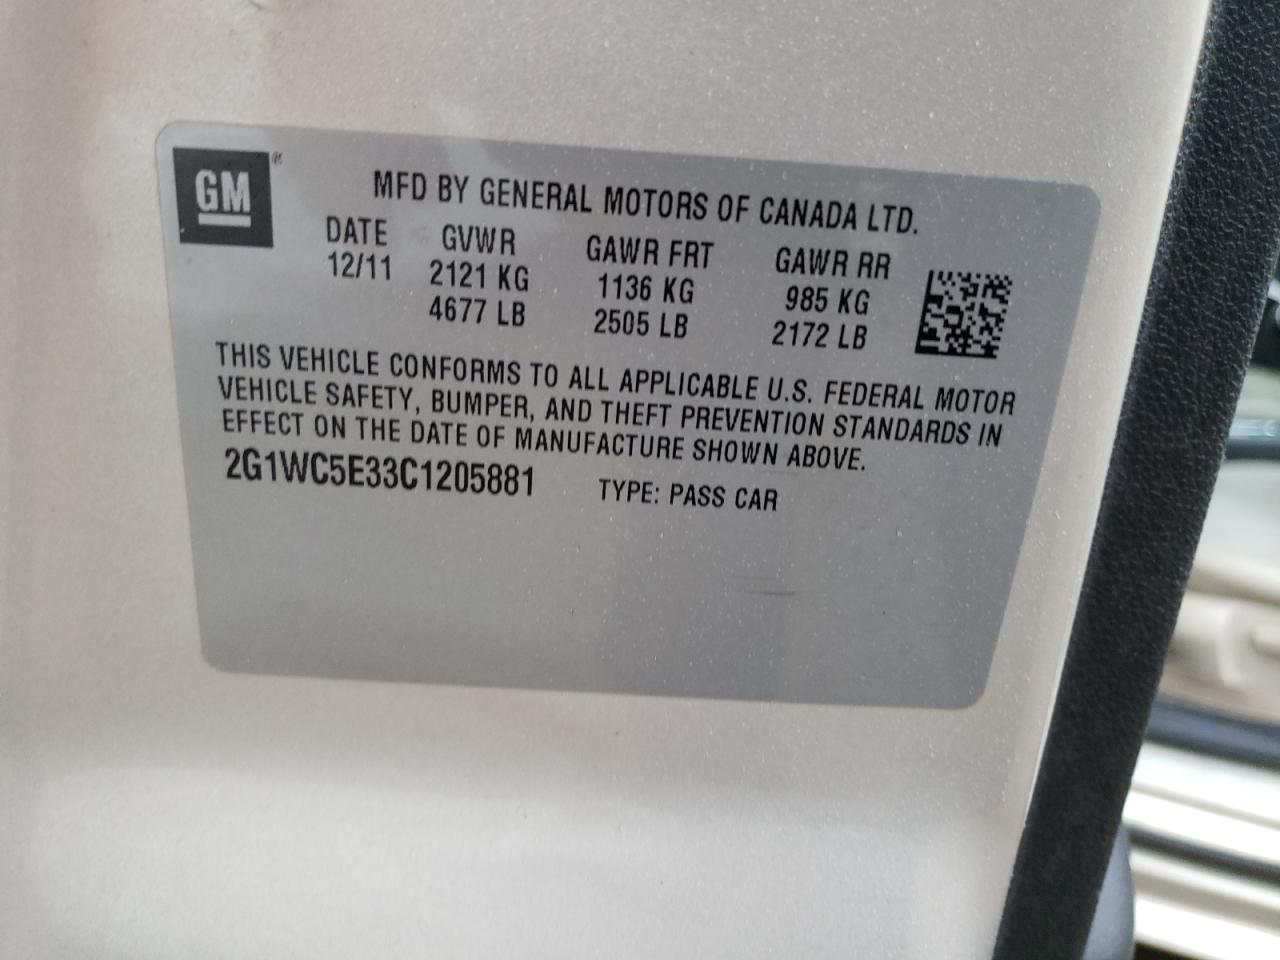 GM®
MFD BY GENERAL MOTORS OF CANADA LTD.
DATE GVWR GAWR FRT GAWR RR
12/11 2121 KG 1136 KG 985 KG
4677 LB 2505 LB 2172 LB
THIS VEHICLE CONFORMS TO ALL APPLICABLE U.S. FEDERAL MOTOR
VEHICLE SAFETY, BUMPER, AND THEFT PREVENTION STANDARDS IN
EFFECT ON THE DATE OF MANUFACTURE SHOWN ABOVE.
2G1WC5E33C1205881 TYPE: PASS CAR